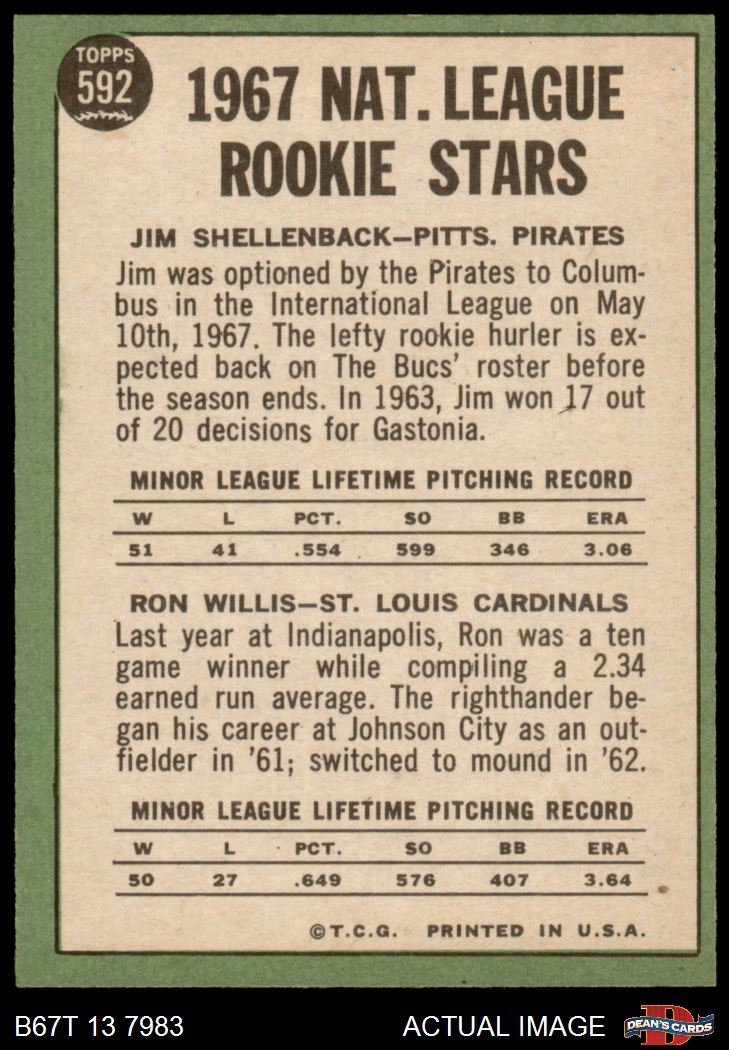 TOPPS
592
1967 NAT. LEAGUE
ROOKIE STARS
JIM SHELLENBACK—PITTS. PIRATES
Jim was optioned by the Pirates to Colum-
bus in the International League on May
10th, 1967. The lefty rookie hurler is ex-
pected back on The Bucs' roster before
the season ends. In 1963, Jim won 17 out
of 20 decisions for Gastonia.
MINOR LEAGUE LIFETIME PITCHING RECORD
W L PCT. SO BB ERA
51 41 .554 599 346 3.06
RON WILLIS—ST. LOUIS CARDINALS
Last year at Indianapolis, Ron was a ten
game winner while compiling a 2.34
earned run average. The righthander be-
gan his career at Johnson City as an out-
fielder in '61; switched to mound in '62.
MINOR LEAGUE LIFETIME PITCHING RECORD
W L PCT. SO BB ERA
50 27 .649 576 407 3.64
©T.C.G. PRINTED IN U.S.A.
B67T 13 7983 ACTUAL IMAGE D DEAN'S CARDS